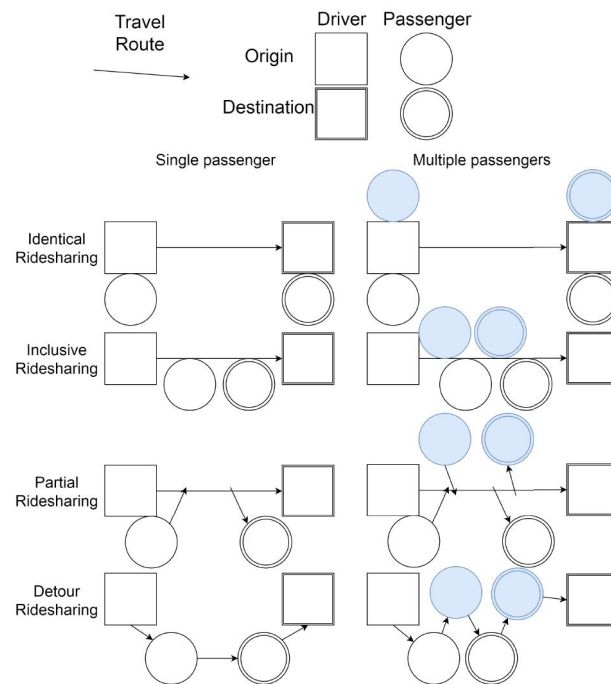 Travel
Route
Driver
Passenger
Origin
Destination
Single passenger
Multiple passengers
Identical
Ridesharing
Inclusive
Ridesharing
Partial
Ridesharing
Detour
Ridesharing